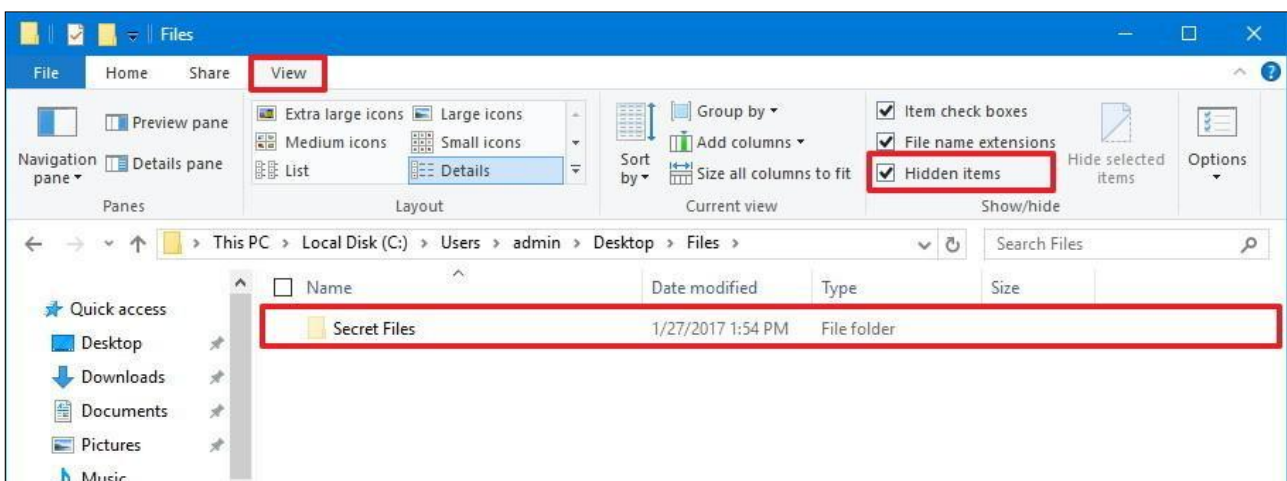 Files
File Home Share View
Navigation pane
Preview pane
Details pane
Panes
Extra large icons Large icons
Medium icons Small icons
List Details
Layout
Sort by
Group by
Add columns
Size all columns to fit
Current view
Item check boxes
File name extensions
Hidden items
Hide selected items
Show/hide
Options
This PC > Local Disk (C:) > Users > admin > Desktop > Files >
Search Files
Name Date modified Type Size
Secret Files 1/27/2017 1:54 PM File folder
Quick access
Desktop
Downloads
Documents
Pictures
Music